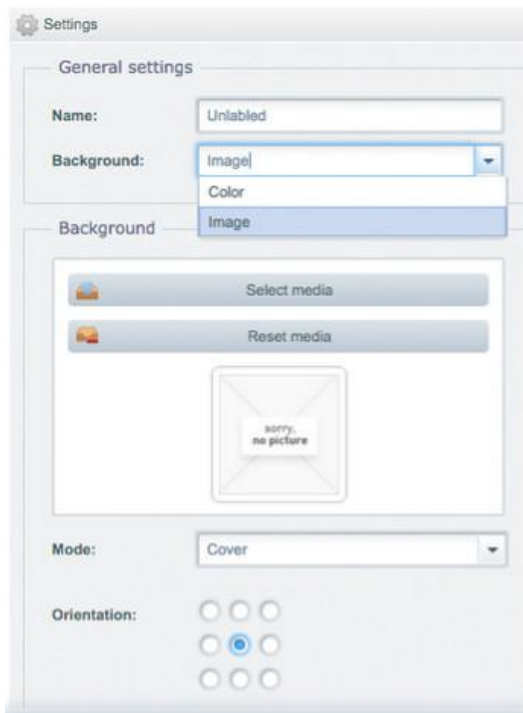 Settings
General settings
Name: Unlabled
Background: Image
Color
Image
Background
Select media
Reset media
sorry,
no picture
Mode: Cover
Orientation: